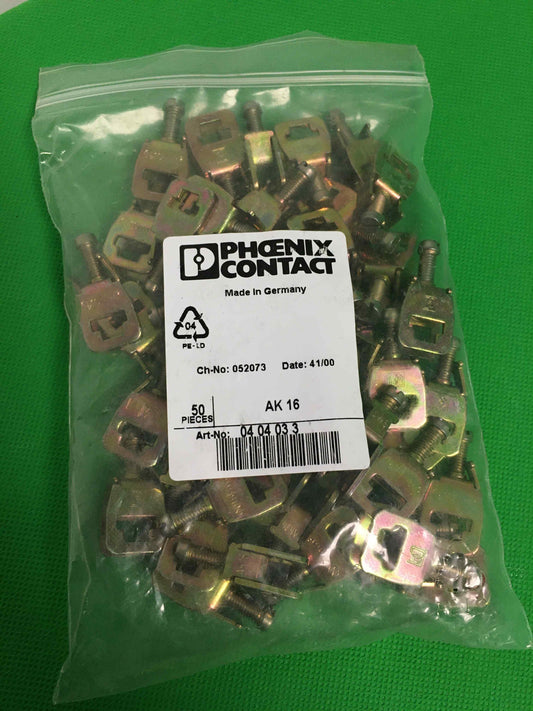 PHŒNIX
CONTACT
Made in Germany
04
PE-LD
Ch-No: 052073 Date: 41/00
50 PIECES AK 16
Art-No: 04 04 03 3